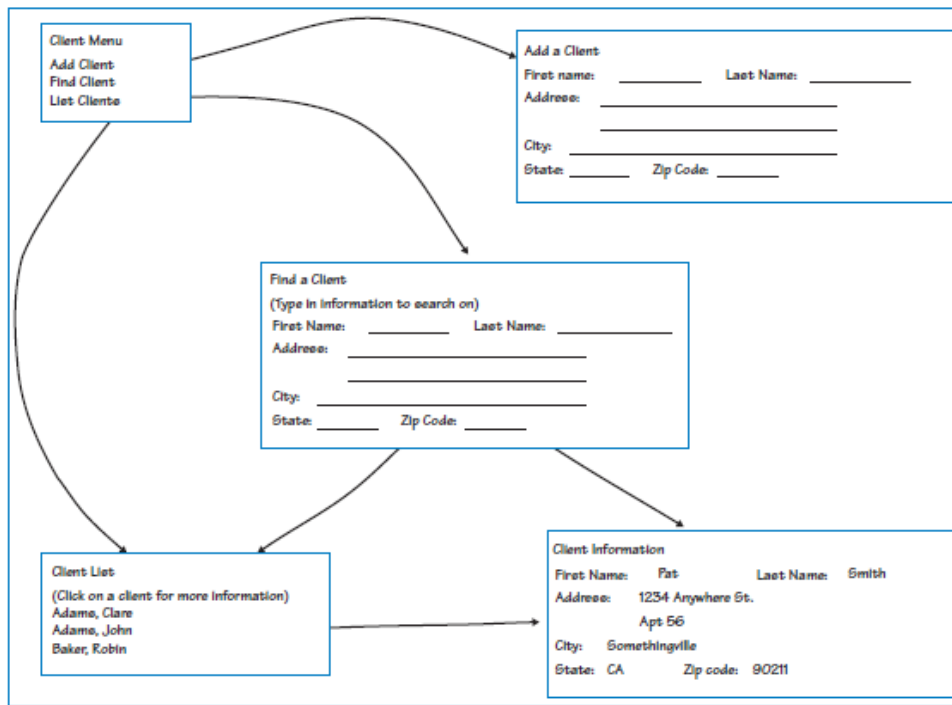 Client Menu
Add Client
Find Client
List Clients
Add a Client
First name: Last Name:
Address:
City:
State: Zip Code:
Find a Client
(Type in information to search on)
First Name: Last Name:
Address:
City:
State: Zip Code:
Client List
(Click on a client for more information)
Adams, Clare
Adams, John
Baker, Robin
Client Information
First Name: Pat Last Name: Smith
Address: 1234 Anywhere St.
Apt 56
City: Somethingville
State: CA Zip code: 90211